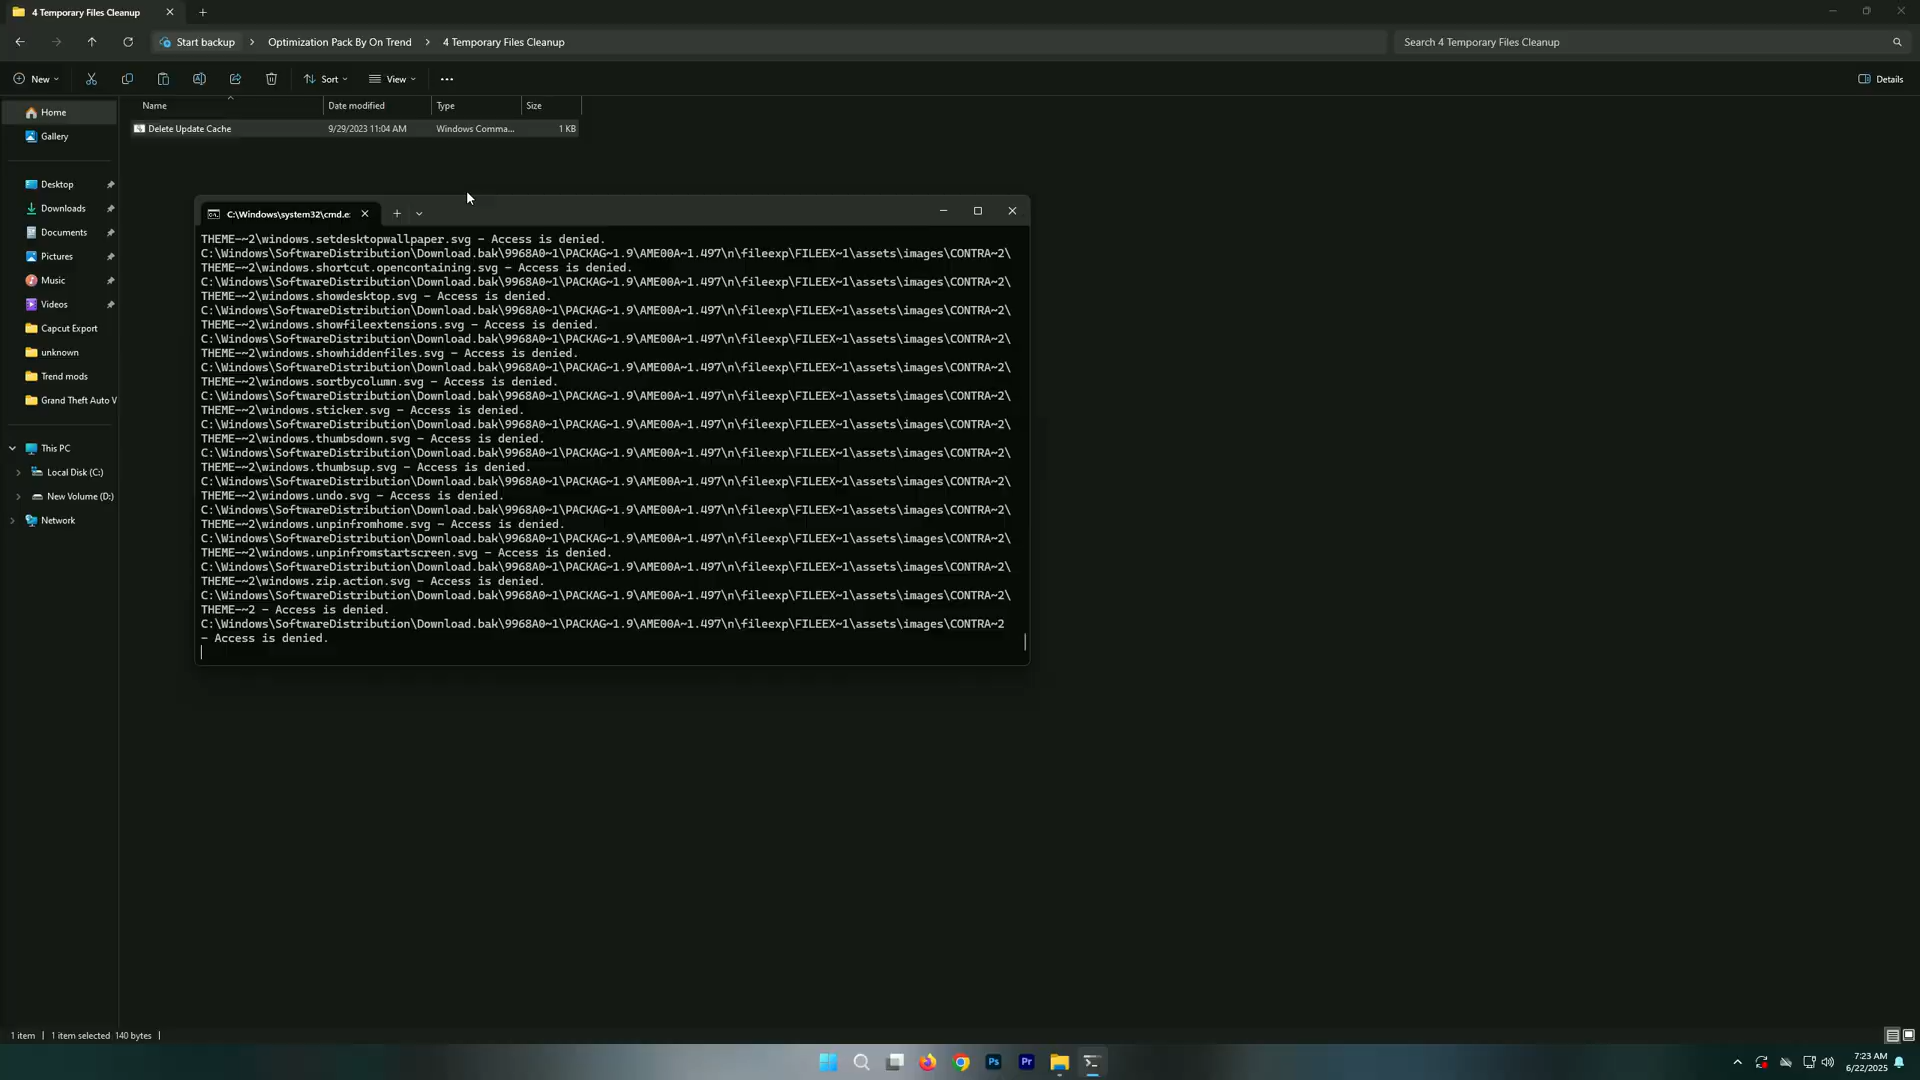 4 Temporary Files Cleanup
Start backup
Optimization Pack By On Trend
4 Temporary Files Cleanup
Search 4 Temporary Files Cleanup
New
Sort
View
Details
Home
Gallery
Desktop
Downloads
Documents
Pictures
Music
Videos
Capcut Export
unknown
Trend mods
Grand Theft Auto V
This PC
Local Disk (C:)
New Volume (D:)
Network
Name
Date modified
Type
Size
Delete Update Cache
9/29/2023 11:04 AM
Windows Comma...
1 KB
C:\Windows\system32\cmd.e:
THEME-~2\windows.setdesktopwallpaper.svg - Access is denied.
C:\Windows\SoftwareDistribution\Download.bak\9968A0~1\PACKAG~1.9\AME00A~1.497\n\fileexp\FILEEX~1\assets\images\CONTRA~2\
THEME-~2\windows.shortcut.opencontaining.svg - Access is denied.
C:\Windows\SoftwareDistribution\Download.bak\9968A0~1\PACKAG~1.9\AME00A~1.497\n\fileexp\FILEEX~1\assets\images\CONTRA~2\
THEME-~2\windows.showdesktop.svg - Access is denied.
C:\Windows\SoftwareDistribution\Download.bak\9968A0~1\PACKAG~1.9\AME00A~1.497\n\fileexp\FILEEX~1\assets\images\CONTRA~2\
THEME-~2\windows.showfileextensions.svg - Access is denied.
C:\Windows\SoftwareDistribution\Download.bak\9968A0~1\PACKAG~1.9\AME00A~1.497\n\fileexp\FILEEX~1\assets\images\CONTRA~2\
THEME-~2\windows.showhiddenfiles.svg - Access is denied.
C:\Windows\SoftwareDistribution\Download.bak\9968A0~1\PACKAG~1.9\AME00A~1.497\n\fileexp\FILEEX~1\assets\images\CONTRA~2\
THEME-~2\windows.sortbycolumn.svg - Access is denied.
C:\Windows\SoftwareDistribution\Download.bak\9968A0~1\PACKAG~1.9\AME00A~1.497\n\fileexp\FILEEX~1\assets\images\CONTRA~2\
THEME-~2\windows.sticker.svg - Access is denied.
C:\Windows\SoftwareDistribution\Download.bak\9968A0~1\PACKAG~1.9\AME00A~1.497\n\fileexp\FILEEX~1\assets\images\CONTRA~2\
THEME-~2\windows.thumbsdown.svg - Access is denied.
C:\Windows\SoftwareDistribution\Download.bak\9968A0~1\PACKAG~1.9\AME00A~1.497\n\fileexp\FILEEX~1\assets\images\CONTRA~2\
THEME-~2\windows.thumbsup.svg - Access is denied.
C:\Windows\SoftwareDistribution\Download.bak\9968A0~1\PACKAG~1.9\AME00A~1.497\n\fileexp\FILEEX~1\assets\images\CONTRA~2\
THEME-~2\windows.undo.svg - Access is denied.
C:\Windows\SoftwareDistribution\Download.bak\9968A0~1\PACKAG~1.9\AME00A~1.497\n\fileexp\FILEEX~1\assets\images\CONTRA~2\
THEME-~2\windows.unpinfromhome.svg - Access is denied.
C:\Windows\SoftwareDistribution\Download.bak\9968A0~1\PACKAG~1.9\AME00A~1.497\n\fileexp\FILEEX~1\assets\images\CONTRA~2\
THEME-~2\windows.unpinfromstartscreen.svg - Access is denied.
C:\Windows\SoftwareDistribution\Download.bak\9968A0~1\PACKAG~1.9\AME00A~1.497\n\fileexp\FILEEX~1\assets\images\CONTRA~2\
THEME-~2\windows.zip.action.svg - Access is denied.
C:\Windows\SoftwareDistribution\Download.bak\9968A0~1\PACKAG~1.9\AME00A~1.497\n\fileexp\FILEEX~1\assets\images\CONTRA~2\
THEME-~2 - Access is denied.
C:\Windows\SoftwareDistribution\Download.bak\9968A0~1\PACKAG~1.9\AME00A~1.497\n\fileexp\FILEEX~1\assets\images\CONTRA~2
- Access is denied.
1 item
1 item selected 140 bytes
Ps
Pr
7:23 AM
6/22/2025